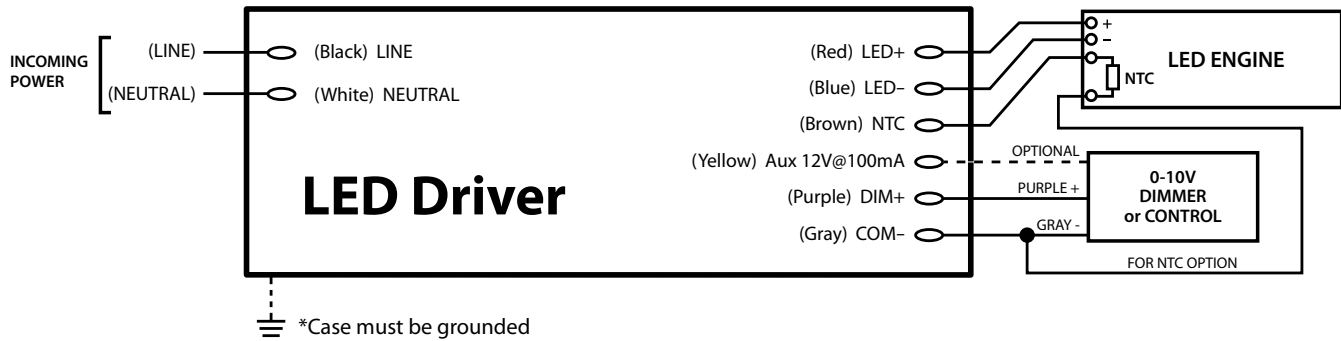 INCOMING
POWER
(LINE)
(NEUTRAL)
(Black) LINE
(White) NEUTRAL
LED Driver
(Red) LED+
(Blue) LED–
(Brown) NTC
(Yellow) Aux 12V@100mA
(Purple) DIM+
(Gray) COM–
+
–
LED ENGINE
NTC
OPTIONAL
PURPLE +
GRAY -
0-10V
DIMMER
or CONTROL
FOR NTC OPTION
*Case must be grounded